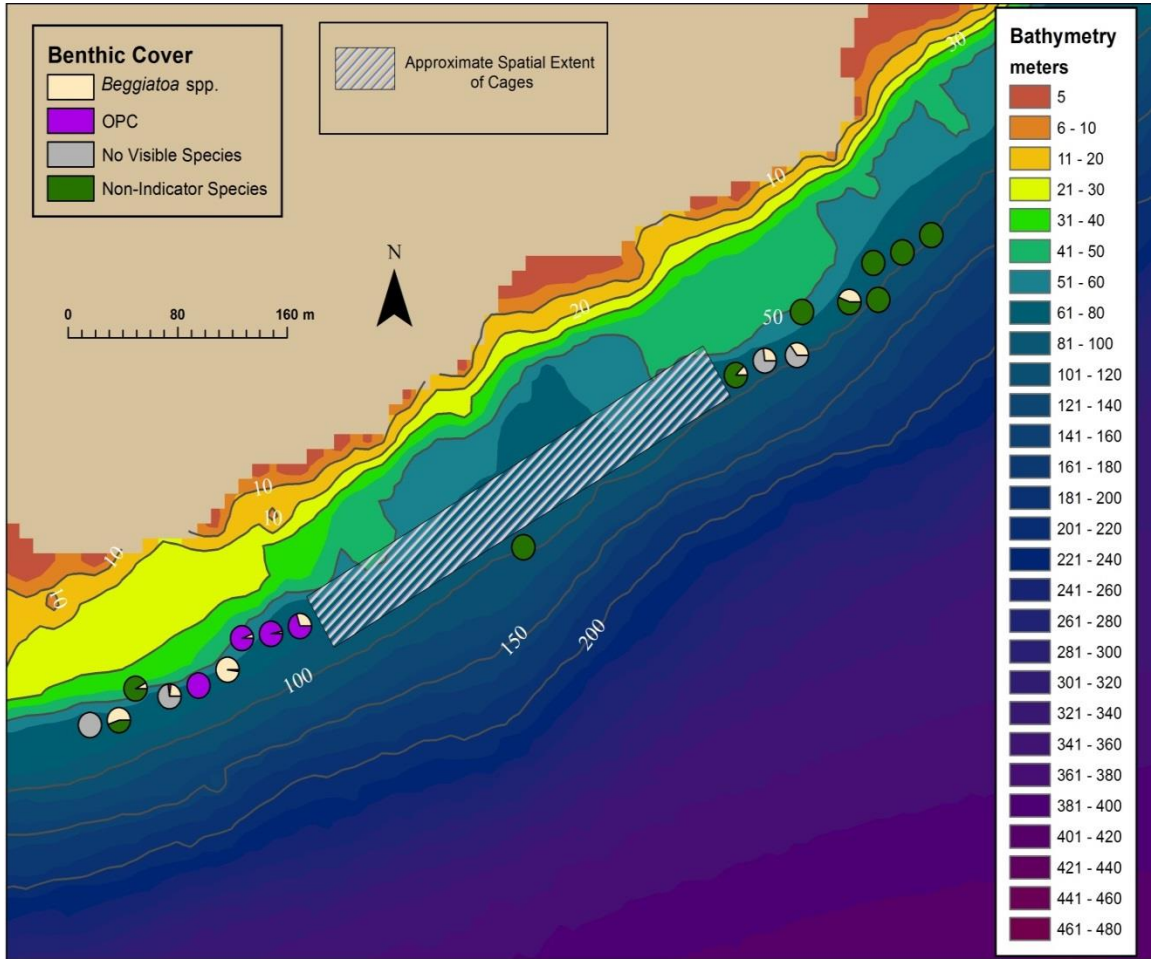 Benthic Cover
Beggiatoa spp.
OPC
No Visible Species
Non-Indicator Species
Approximate Spatial Extent
of Cages
N
0 80 160 m
Bathymetry
meters
5
6 - 10
11 - 20
21 - 30
31 - 40
41 - 50
51 - 60
61 - 80
81 - 100
101 - 120
121 - 140
141 - 160
161 - 180
181 - 200
201 - 220
221 - 240
241 - 260
261 - 280
281 - 300
301 - 320
321 - 340
341 - 360
361 - 380
381 - 400
401 - 420
421 - 440
441 - 460
461 - 480
10
20
50
10
10
10
10
100
150
200